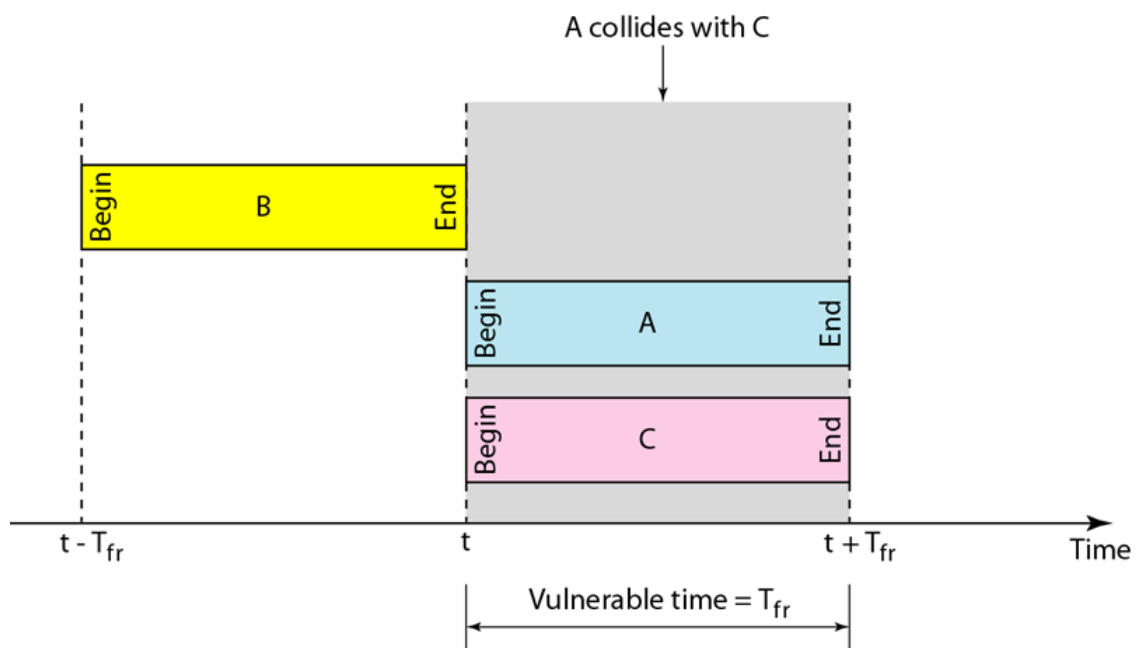 A collides with C
Begin
B
End
Begin
A
End
Begin
C
End
t - Tfr
t
t + Tfr
Time
Vulnerable time = Tfr